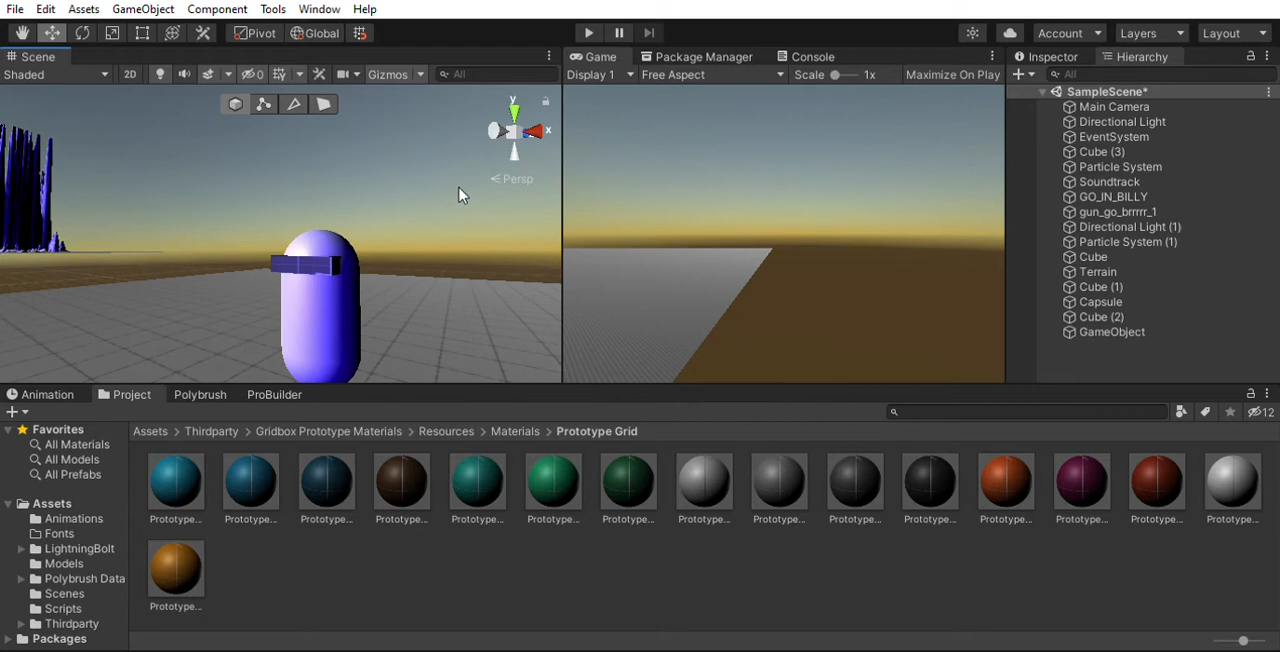 File Edit Assets GameObject Component Tools Window Help
Pivot Global Account Layers Layout
Scene
Shaded 2D 0 Gizmos All
y
x
Persp
Game Package Manager Console
Display 1 Free Aspect Scale 1x Maximize On Play
Inspector Hierarchy
All
SampleScene*
Main Camera
Directional Light
EventSystem
Cube (3)
Particle System
Soundtrack
GO_IN_BILLY
gun_go_brrrrr_1
Directional Light (1)
Particle System (1)
Cube
Terrain
Cube (1)
Capsule
Cube (2)
GameObject
Animation Project Polybrush ProBuilder
12
Favorites
All Materials
All Models
All Prefabs
Assets
Animations
Fonts
LightningBolt
Models
Polybrush Data
Scenes
Scripts
Thirdparty
Packages
Assets > Thirdparty > Gridbox Prototype Materials > Resources > Materials > Prototype Grid
Prototype... Prototype... Prototype... Prototype... Prototype... Prototype... Prototype... Prototype... Prototype... Prototype... Prototype... Prototype... Prototype... Prototype... Prototype...
Prototype...